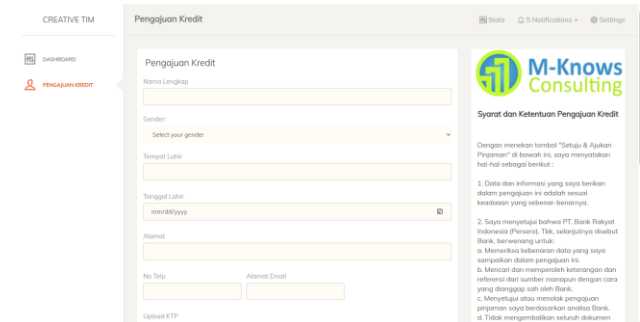 CREATIVE TIM
Pengajuan Kredit
Stats
5 Notifications
Settings
DASHBOARD
PENGAJUAN KREDIT
Pengajuan Kredit
Nama Lengkap
Gender:
Select your gender
Tempat Lahir
Tanggal Lahir
mm/dd/yyyy
Alamat
No Telp
Alamat Email
Upload KTP
M-Knows
Consulting
Syarat dan Ketentuan Pengajuan Kredit
Dengan menekan tombol "Setuju & Ajukan
Pinjaman" di bawah ini, saya menyatakan
hal-hal sebagai berikut :
1. Data dan informasi yang saya berikan
dalam pengajuan ini adalah sesuai
keadaaan yang sebenar-benarnya.
2. Saya menyetujui bahwa PT. Bank Rakyat
Indonesia (Persero), Tbk, selanjutnya disebut
Bank, berwenang untuk:
a. Memeriksa kebenaran data yang saya
sampaikan dalam pengajuan ini.
b. Mencari dan memperoleh keterangan dan
referensi dari sumber manapun dengan cara
yang dianggap sah oleh Bank.
c. Menyetujui atau menolak pengajuan
pinjaman saya berdasarkan analisa Bank.
d. Tidak mengembalikan seluruh dokumen